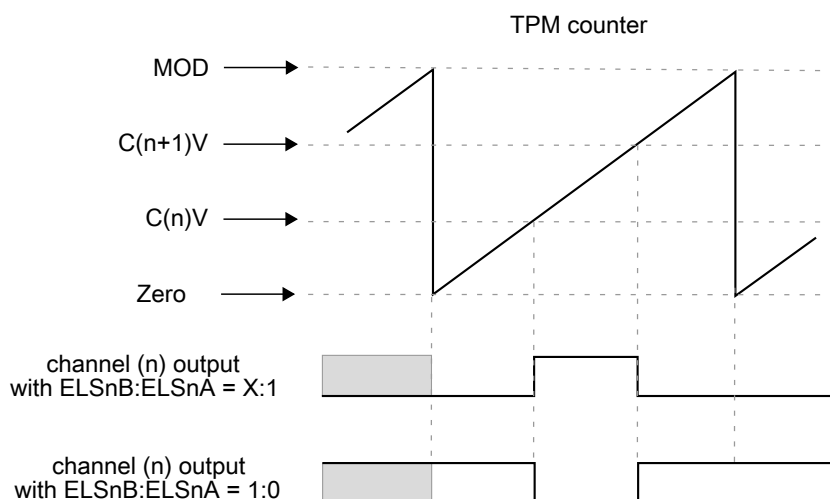 TPM counter
MOD
C(n+1)V
C(n)V
Zero
channel (n) output
with ELSnB:ELSnA = X:1
channel (n) output
with ELSnB:ELSnA = 1:0